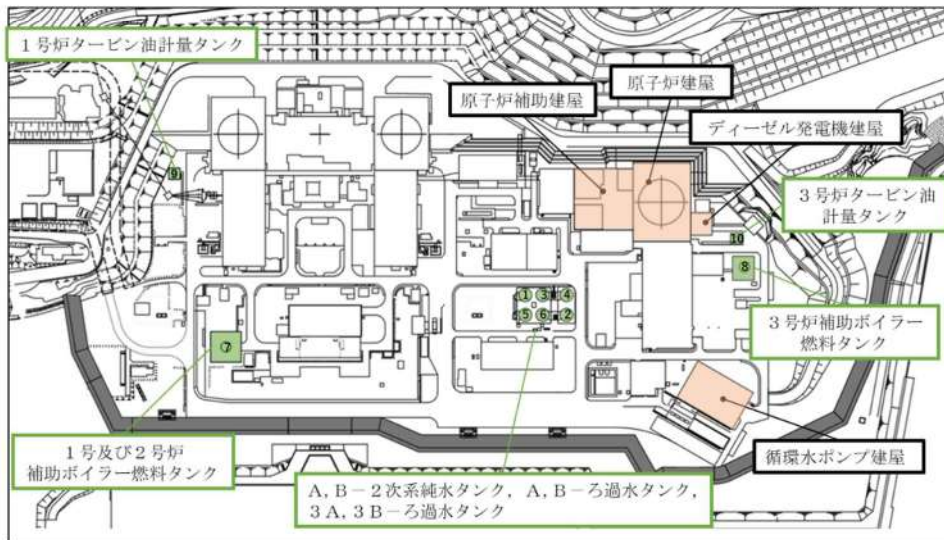 1号炉タービン油計量タンク
原子炉補助建屋
原子炉建屋
ディーゼル発電機建屋
3号炉タービン油
計量タンク
⑨
10
⑧
① ③ ④
⑤ ⑥ ②
⑦
3号炉補助ボイラー
燃料タンク
1号及び2号炉
補助ボイラー燃料タンク
A,B-2次系純水タンク,A,B-ろ過水タンク,
3A,3B-ろ過水タンク
循環水ポンプ建屋